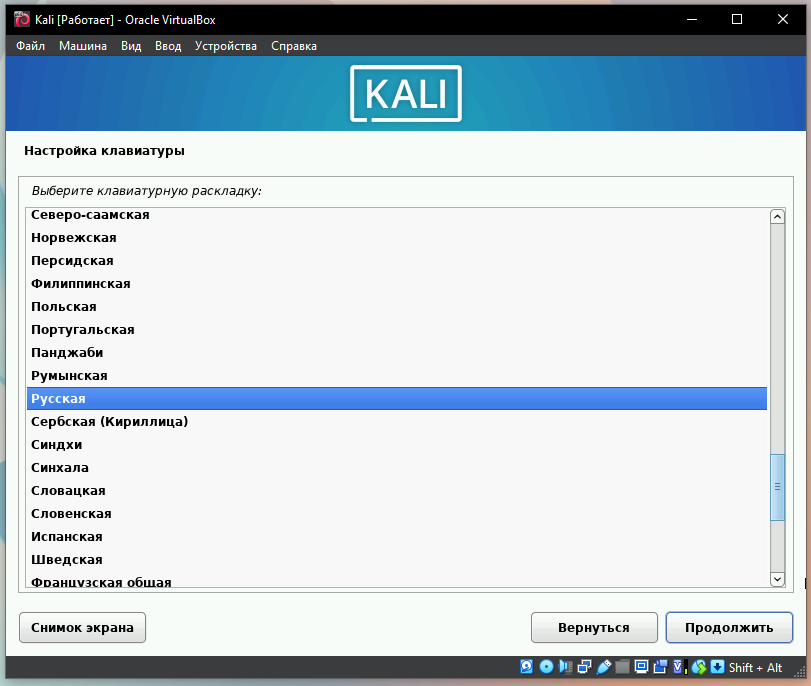 Kali [Работает] - Oracle VirtualBox
Файл Машина Вид Ввод Устройства Справка
KALI
Настройка клавиатуры
Выберите клавиатурную раскладку:
Северо-саамская
Норвежская
Персидская
Филиппинская
Польская
Португальская
Панджаби
Румынская
Русская
Сербская (Кириллица)
Синдхи
Синхала
Словацкая
Словенская
Испанская
Шведская
Французская общая
Снимок экрана Вернуться Продолжить
Shift + Alt